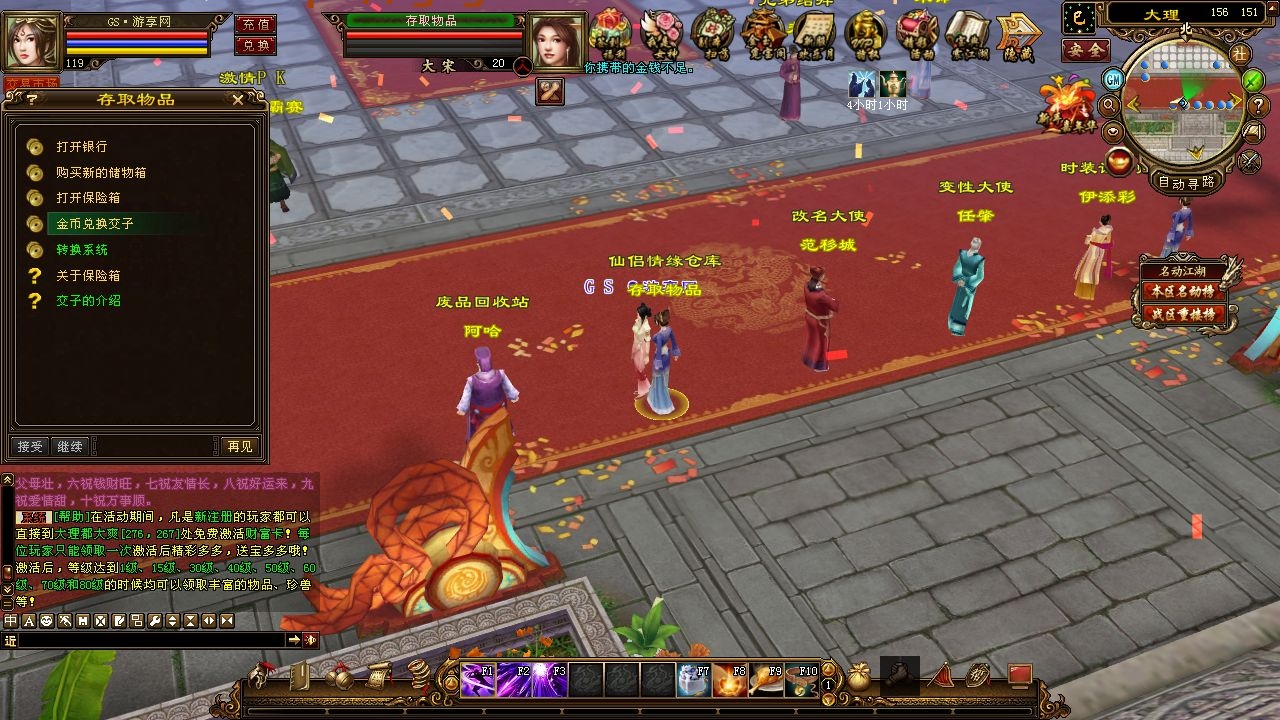 GS·游享网
119
充值
兑换
存取物品
大宋
20
你携带的金钱不足。
4小时1小时
大理
156 151
北
安全
社
GM
自动寻路
隐藏
激情P K
霸赛
存取物品
打开银行
购买新的储物箱
打开保险箱
金币兑换交子
转换系统
关于保险箱
交子的介绍
接受
继续
再见
时装
伊添彩
变性大使
任肇
改名大使
范移城
仙侣情缘仓库
存取物品
废品回收站
阿哈
名动江湖
本区名动榜
战区重楼榜
父母壮，六祝钱财旺，七祝友情长，八祝好运来，九
祝爱情甜，十祝万事顺。
[帮助]在活动期间，凡是新注册的玩家都可以
直接到大理都大爽[276，267]处免费激活财富卡！每
位玩家只能领取一次激活后精彩多多，送宝多多哦！
激活后，等级达到1级、15级、30级、40级、50级、60
级、70级和80级的时候均可以领取丰富的物品、珍兽
等！
近
F1 F2 F3 F7 F8 F9 F10
1